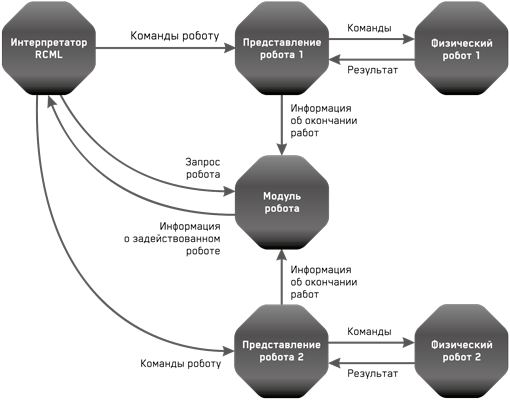 Интерпретатор
RCML
Команды роботу
Представление
робота 1
Команды
Результат
Физический
робот 1
Информация
об окончании
работ
Запрос
робота
Модуль
робота
Информация
о задействованном
роботе
Информация
об окончании
работ
Команды роботу
Представление
робота 2
Команды
Результат
Физический
робот 2